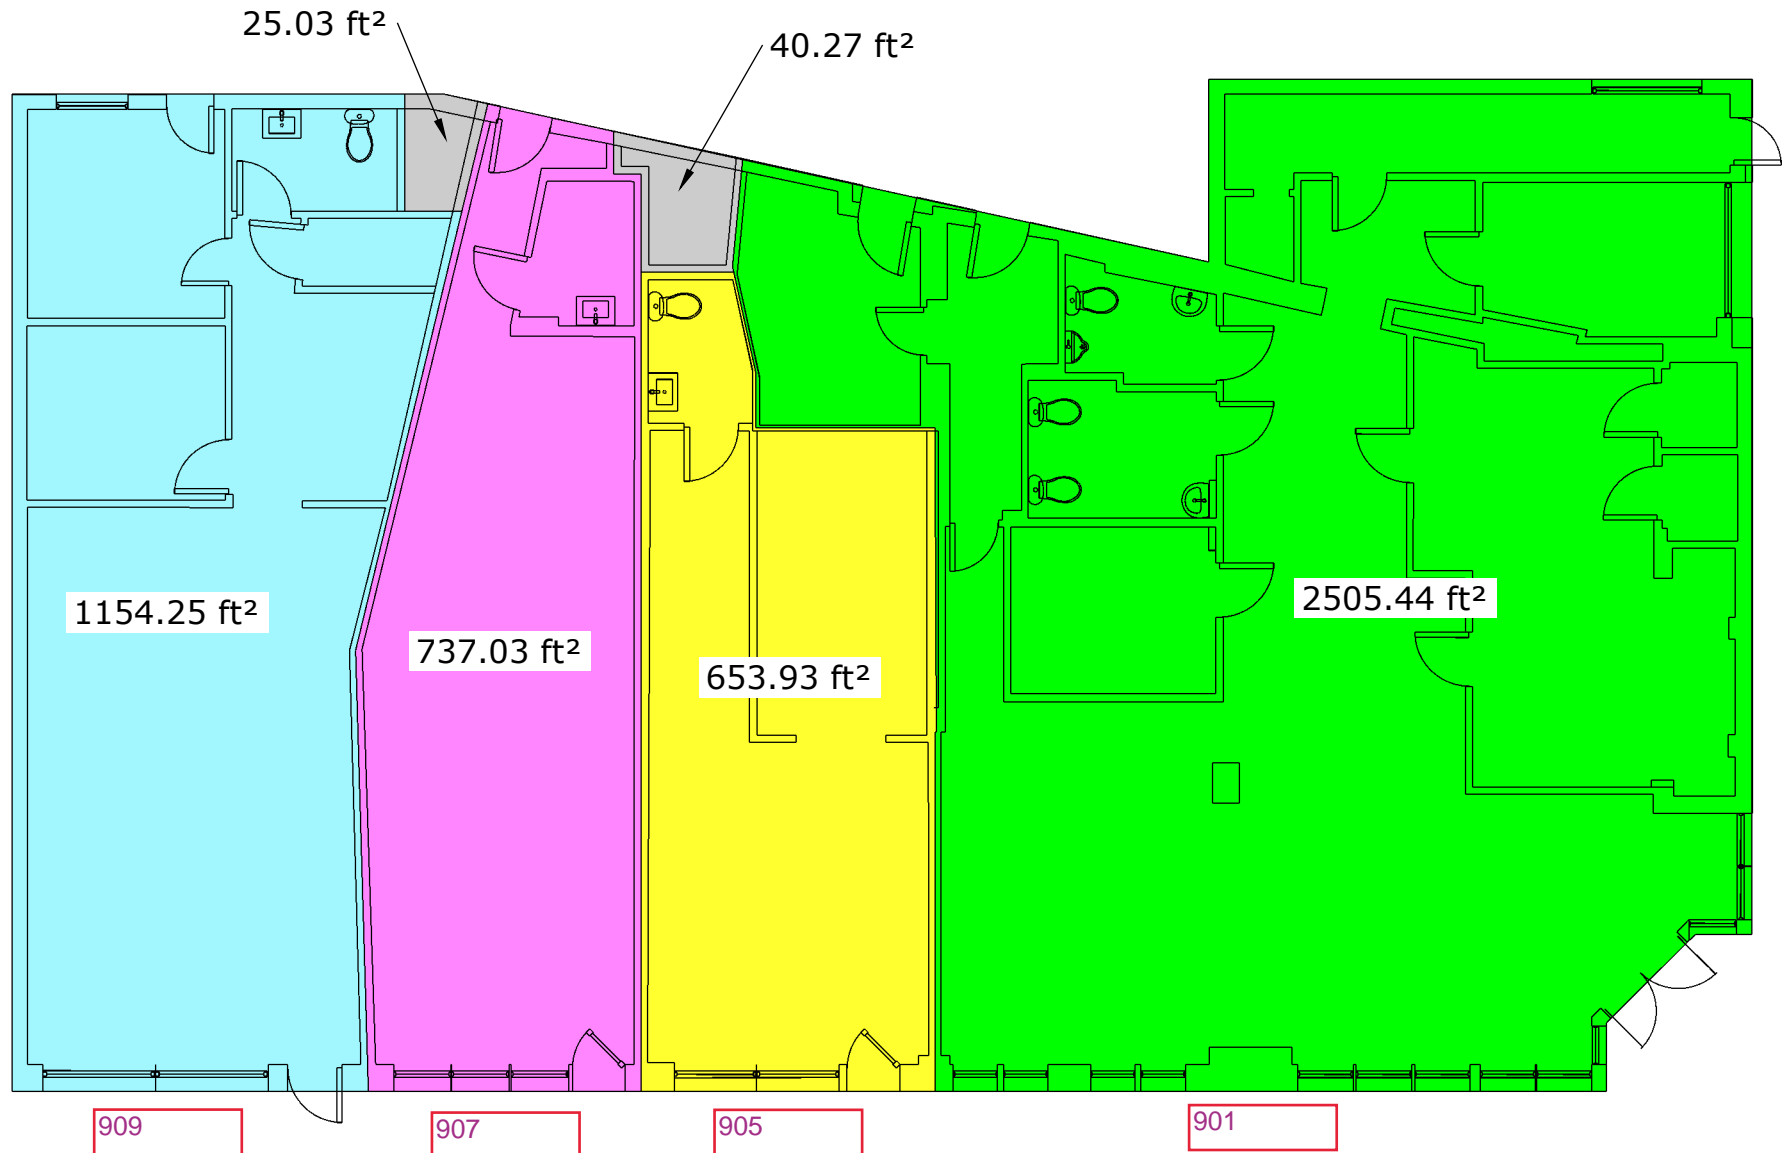 25.03 ft²
40.27 ft²
1154.25 ft²
737.03 ft²
653.93 ft²
2505.44 ft²
909
907
905
901